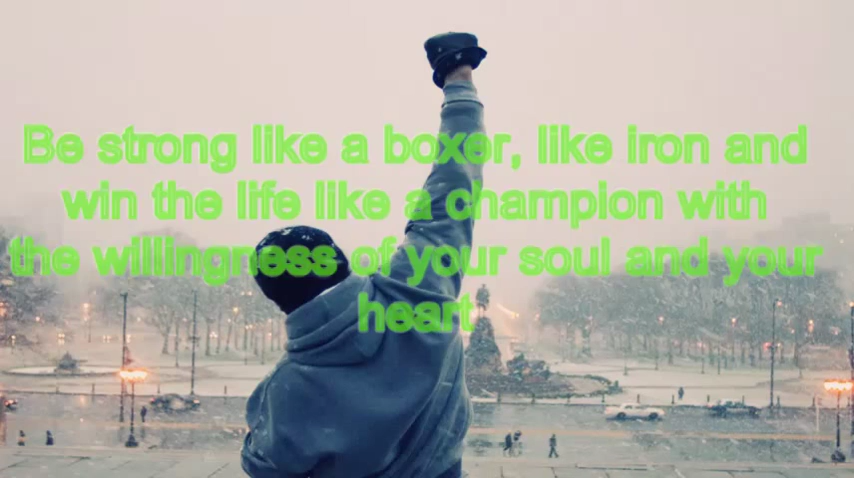 Be strong like a boxer, like iron and
win the life like a champion with
the willingness of your soul and your
heart